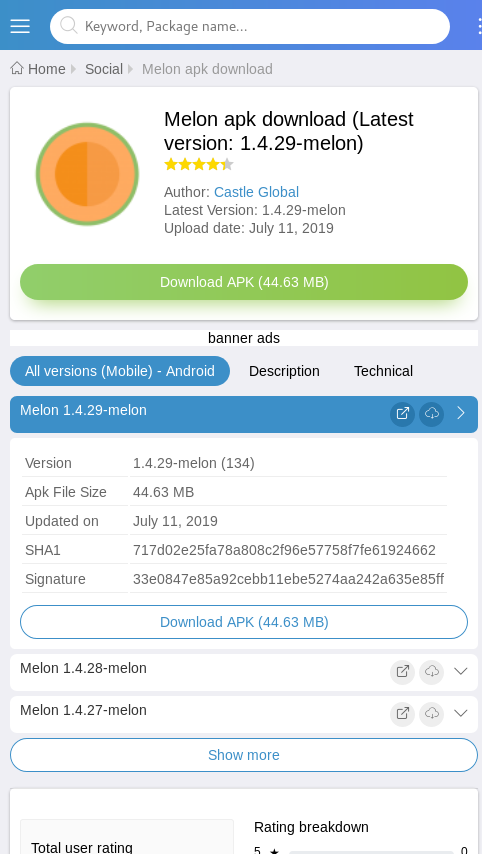 Keyword, Package name...
Home Social Melon apk download
Melon apk download (Latest
version: 1.4.29-melon)
Author: Castle Global
Latest Version: 1.4.29-melon
Upload date: July 11, 2019
Download APK (44.63 MB)
banner ads
All versions (Mobile) - Android Description Technical
Melon 1.4.29-melon
Version 1.4.29-melon (134)
Apk File Size 44.63 MB
Updated on July 11, 2019
SHA1 717d02e25fa78a808c2f96e57758f7fe61924662
Signature 33e0847e85a92cebb11ebe5274aa242a635e85ff
Download APK (44.63 MB)
Melon 1.4.28-melon
Melon 1.4.27-melon
Show more
Rating breakdown
Total user rating
5 ★ 0